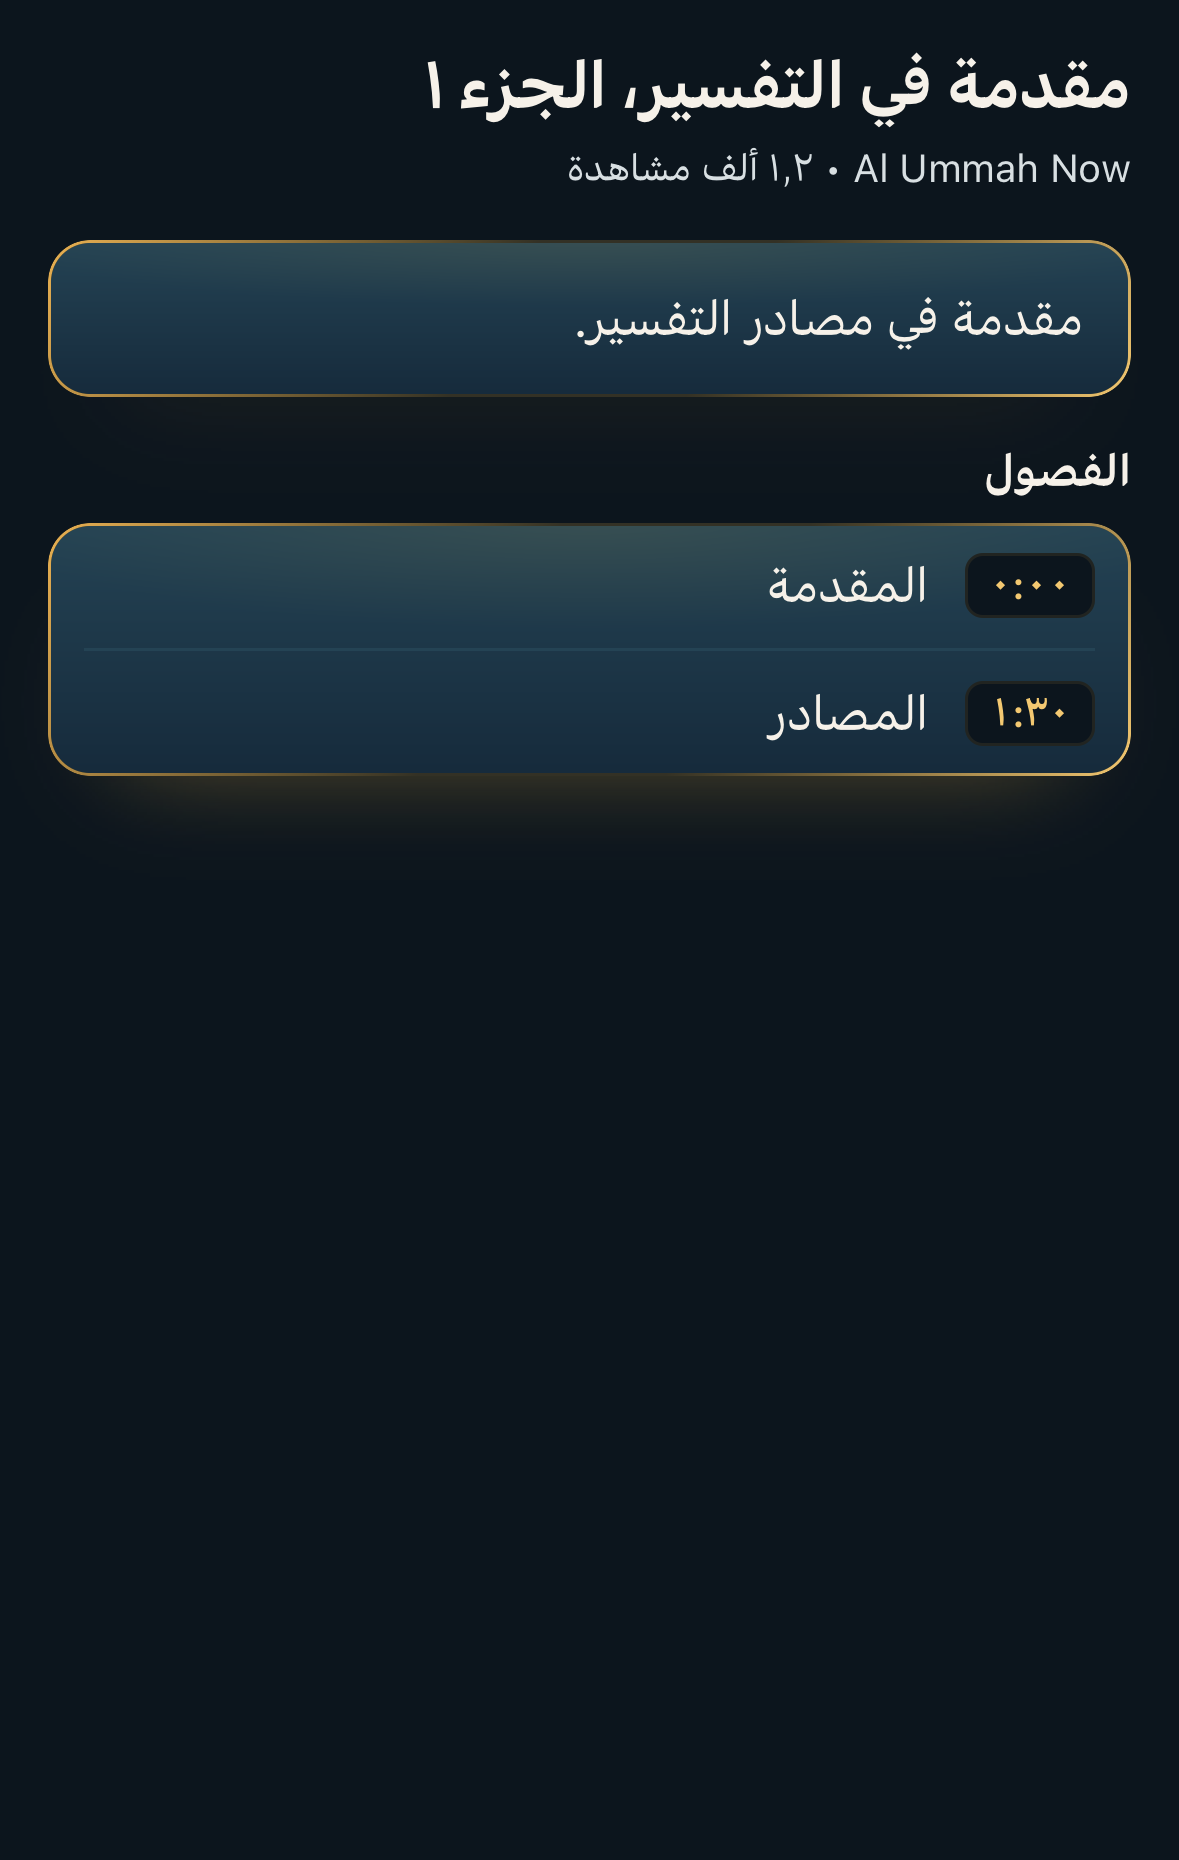 مقدمة في التفسير، الجزء ١
Al Ummah Now • ١,٢ ألف مشاهدة
مقدمة في مصادر التفسير.
الفصول
٠:٠٠ المقدمة
١:٣٠ المصادر